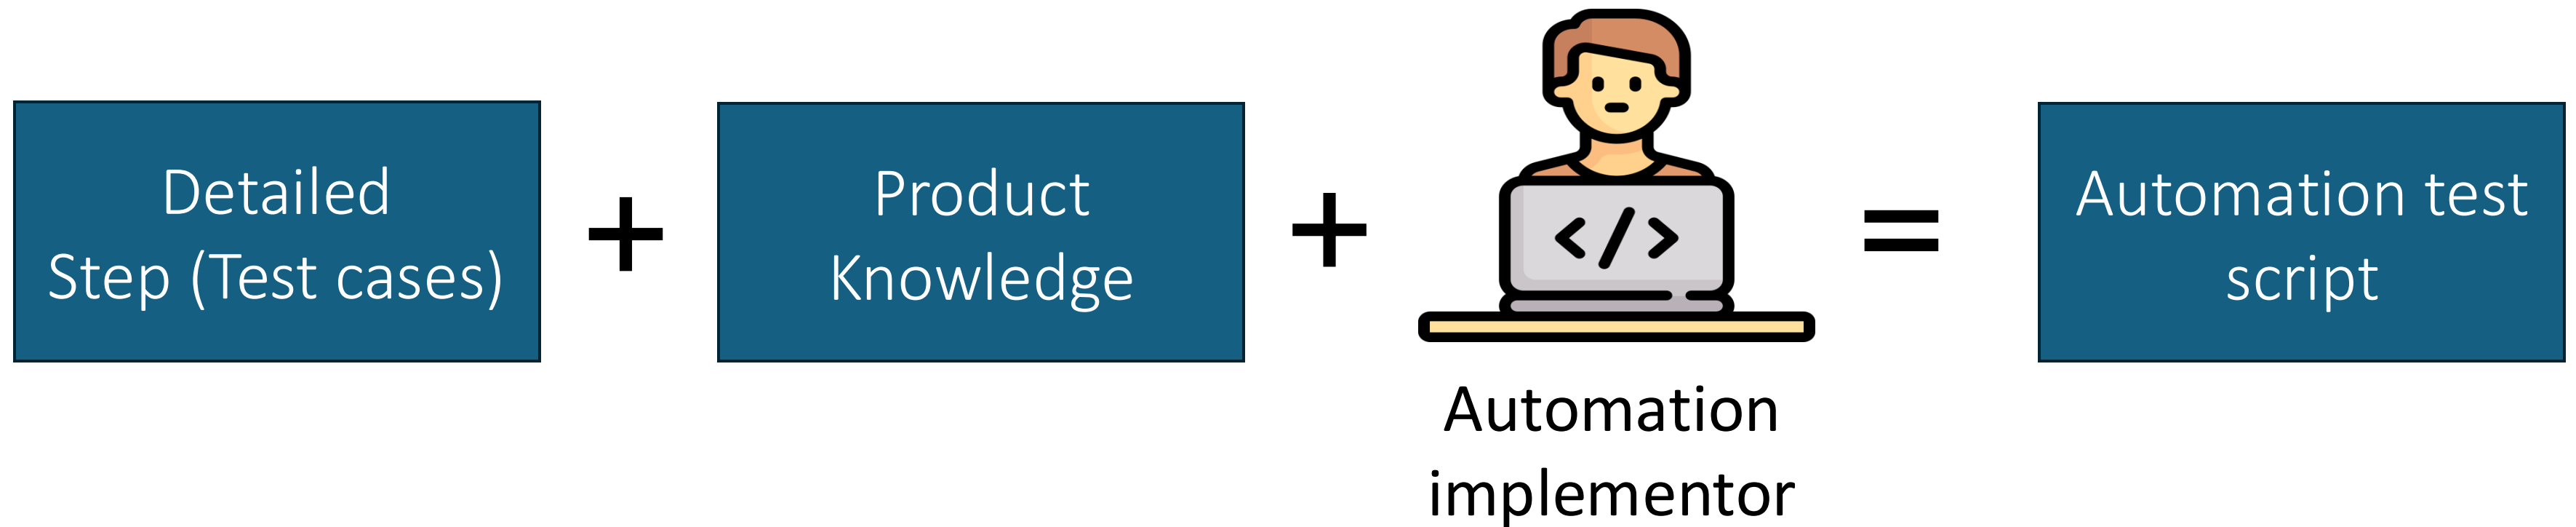 Detailed
Step (Test cases)
+
Product
Knowledge
+
</>
Automation
implementor
=
Automation test
script